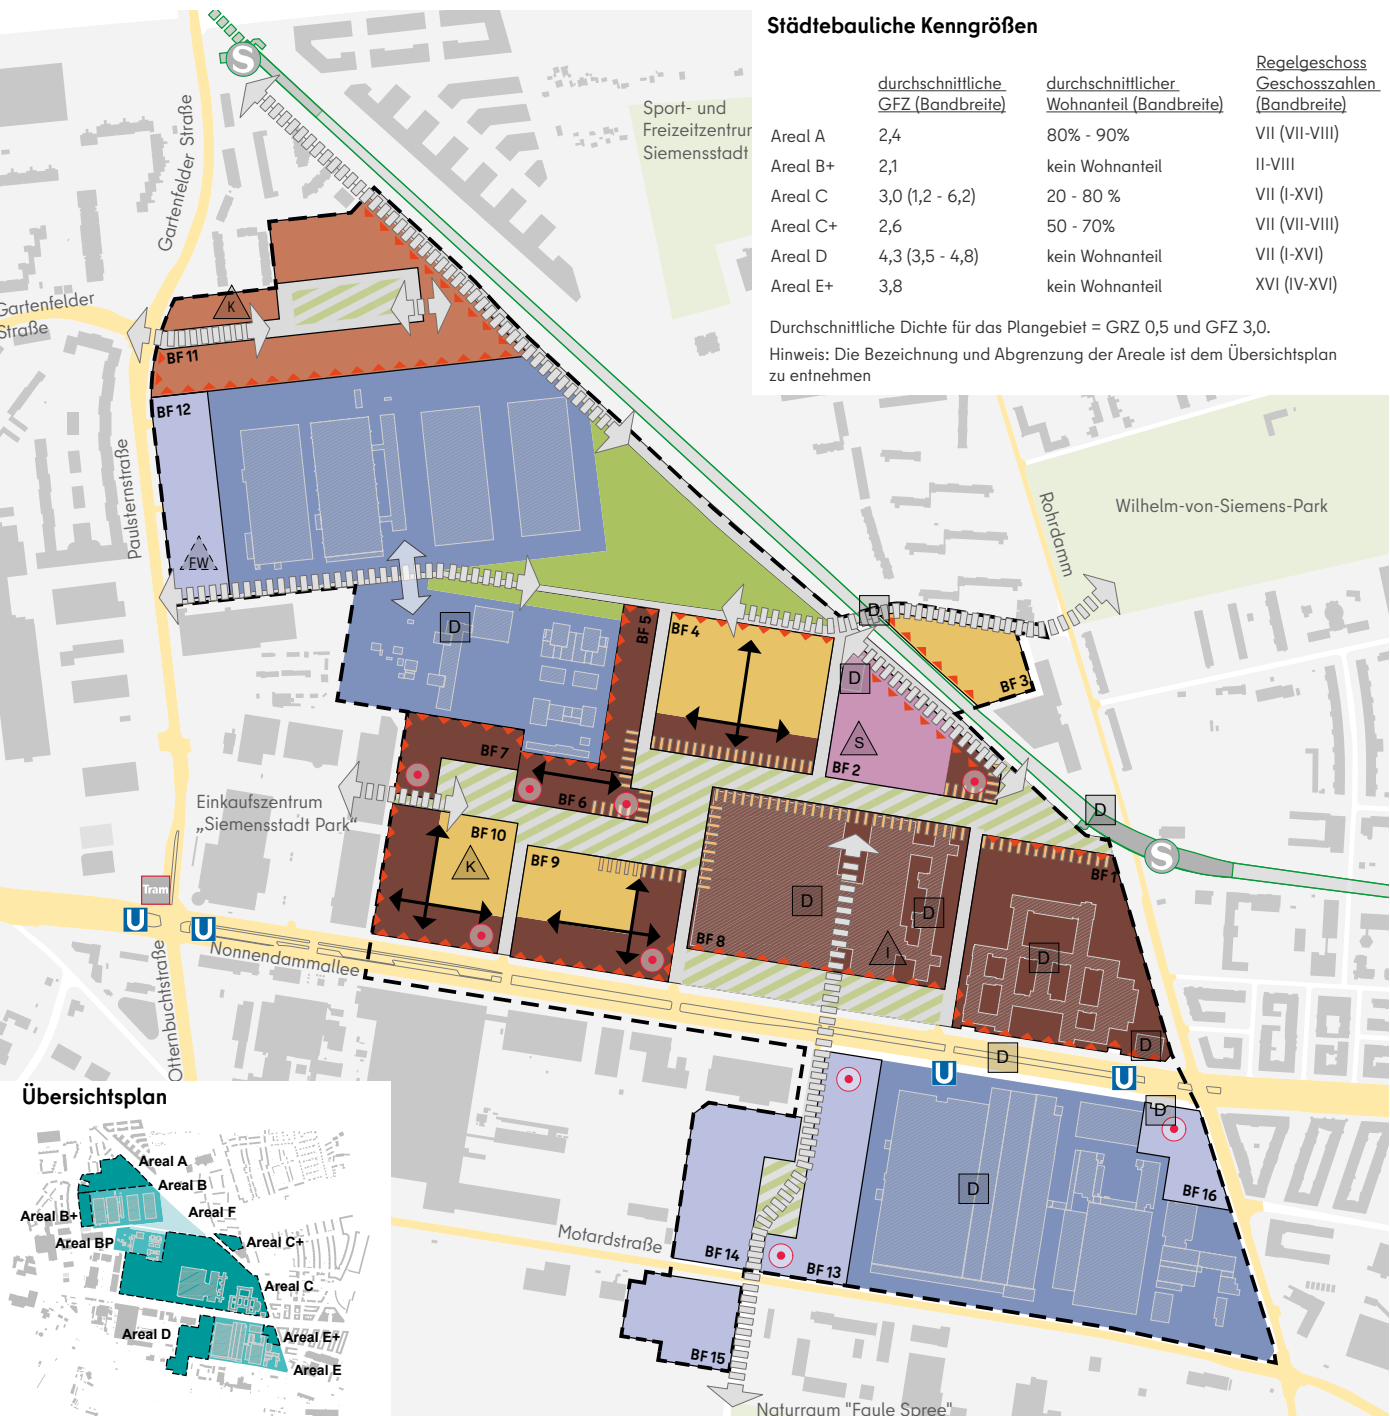 Städtebauliche Kenngrößen
durchschnittliche
GFZ (Bandbreite)
durchschnittlicher
Wohnanteil (Bandbreite)
Regelgeschoss
Geschosszahlen
(Bandbreite)
Areal A 2,4 80% - 90% VII (VII-VIII)
Areal B+ 2,1 kein Wohnanteil II-VIII
Areal C 3,0 (1,2 - 6,2) 20 - 80 % VII (I-XVI)
Areal C+ 2,6 50 - 70% VII (VII-VIII)
Areal D 4,3 (3,5 - 4,8) kein Wohnanteil VII (I-XVI)
Areal E+ 3,8 kein Wohnanteil XVI (IV-XVI)
Durchschnittliche Dichte für das Plangebiet = GRZ 0,5 und GFZ 3,0.
Hinweis: Die Bezeichnung und Abgrenzung der Areale ist dem Übersichtsplan
zu entnehmen
S
Sport- und
Freizeitzentrum
Siemensstadt
Gartenfelder Straße
Gartenfelder
Straße
K
BF 11
BF 12
Paulsternstraße
EW
Wilhelm-von-Siemens-Park
Rohrdamm
D
D
BF 5
BF 4
BF 3
D
S
BF 2
BF 7
BF 6
Einkaufszentrum
„Siemensstadt Park“
BF 10
K
BF 9
D
S
BF 1
D
D
I
BF 8
D
Tram
U
U
Nonnendammallee
Otternbuchtstraße
D
D
U
U
D
D
BF 16
BF 14
BF 13
BF 15
Motardstraße
Naturraum "Faule Spree"
Übersichtsplan
Areal A
Areal B
Areal B+
Areal F
Areal BP
Areal C+
Areal C
Areal D
Areal E+
Areal E